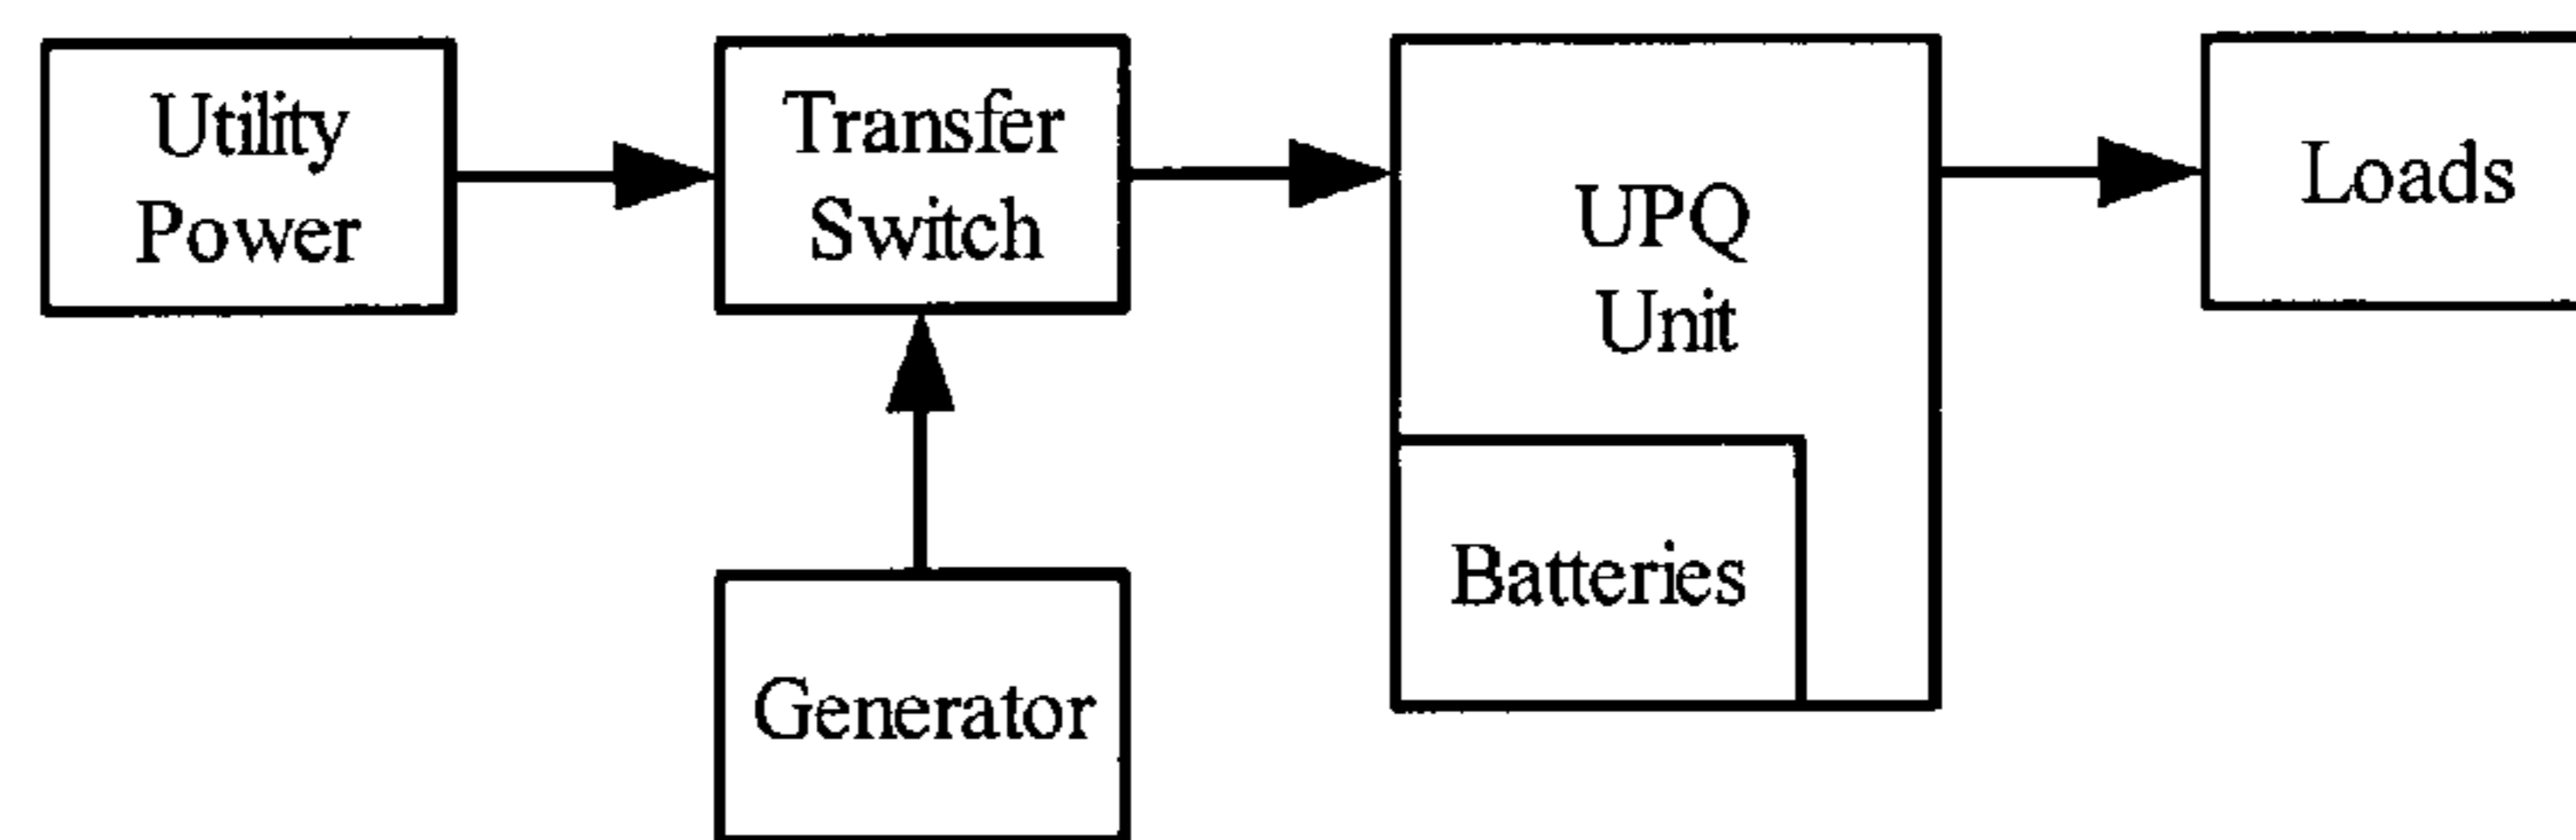 Utility
Power
Transfer
Switch
UPQ
Unit
Loads
Batteries
Generator